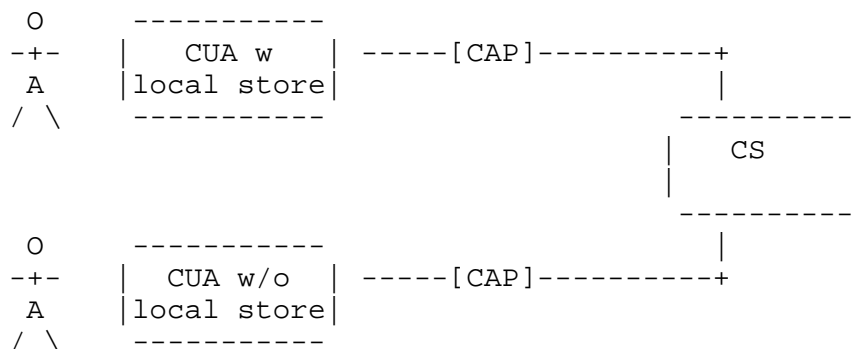 O -----------
-+- | CUA w | -----[CAP]----------+
A |local store| |
/ \ ----------- ----------
| CS
|
----------
O ----------- |
-+- | CUA w/o | -----[CAP]----------+
A |local store|
/ \ -----------